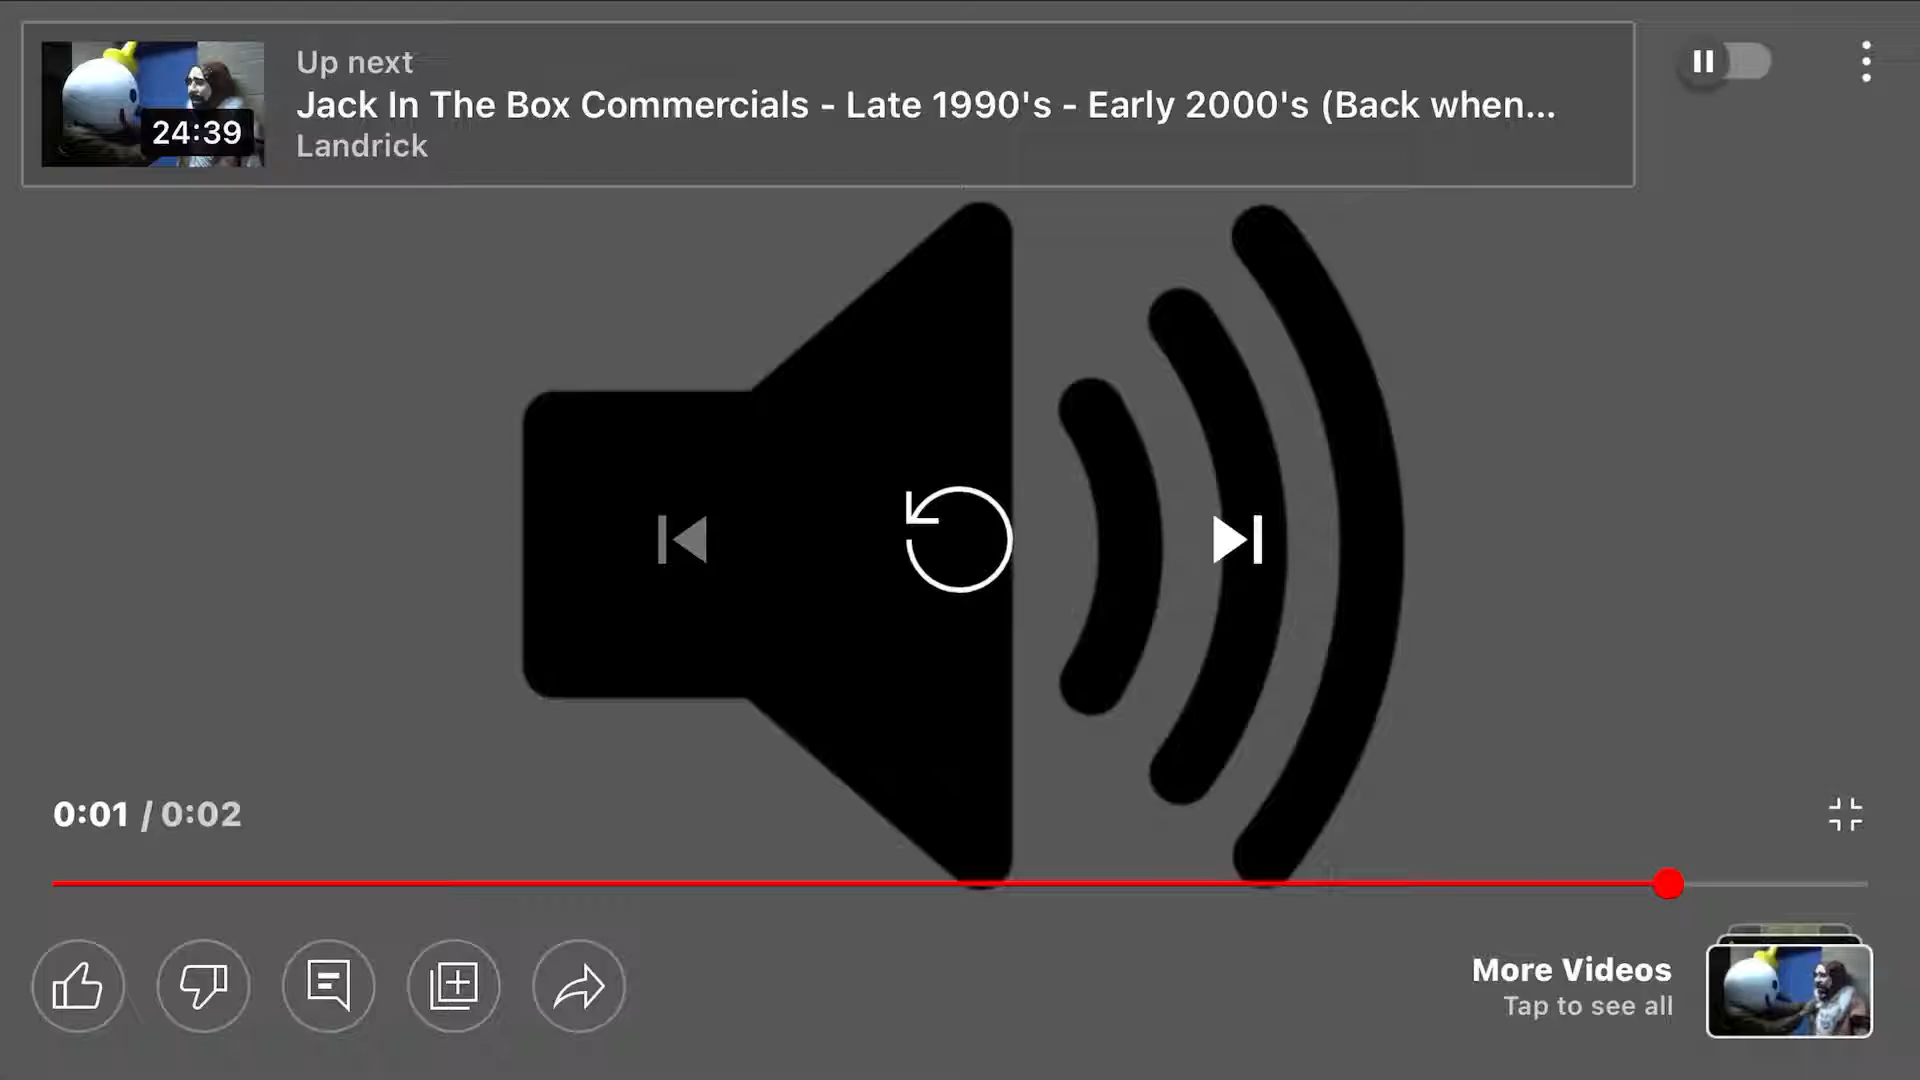 Up next
Jack In The Box Commercials - Late 1990's - Early 2000's (Back when...
Landrick
24:39
0:01 / 0:02
More Videos
Tap to see all